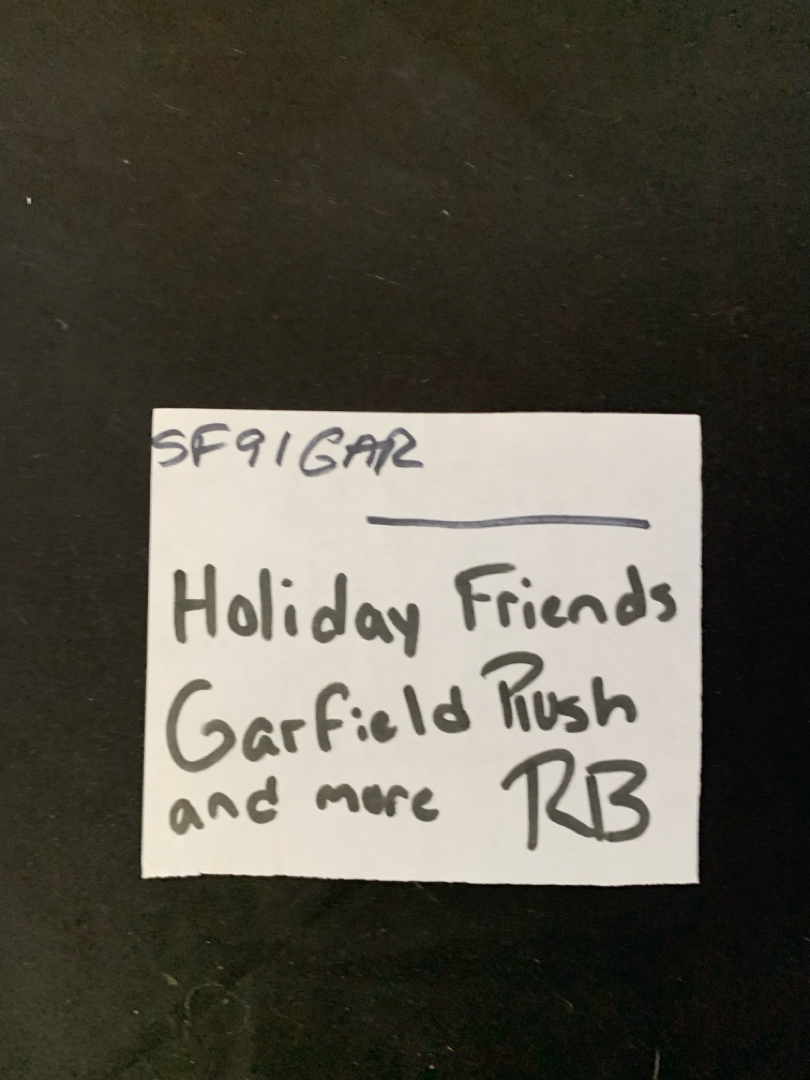 SF91GAR
Holiday Friends
Garfield Plush
and more RB